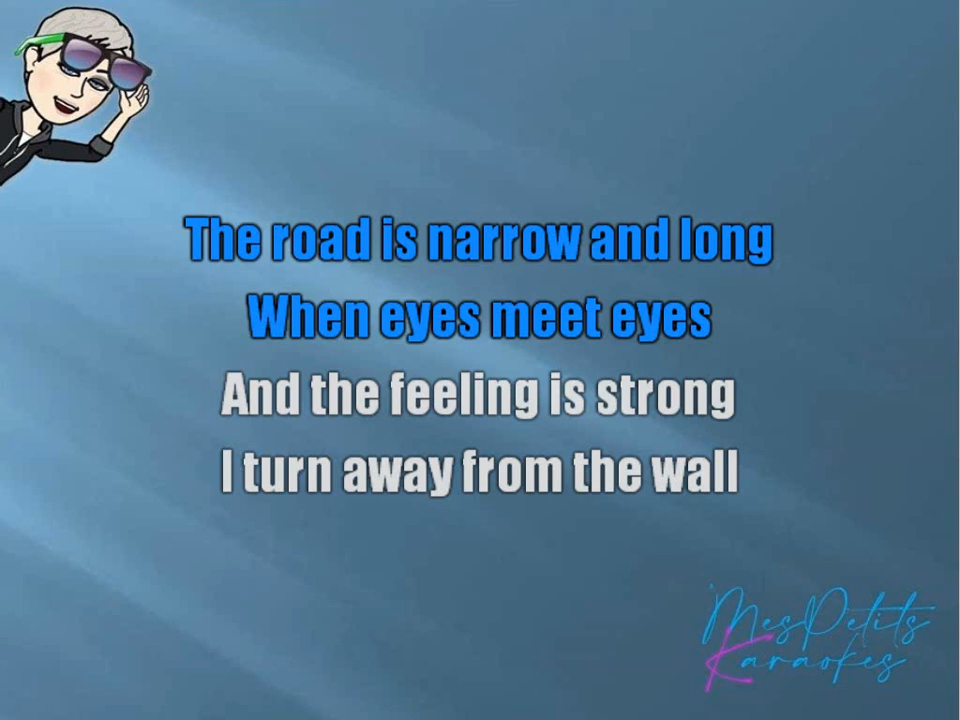 The road is narrow and long
When eyes meet eyes
And the feeling is strong
I turn away from the wall
MesPetits
Karaokes